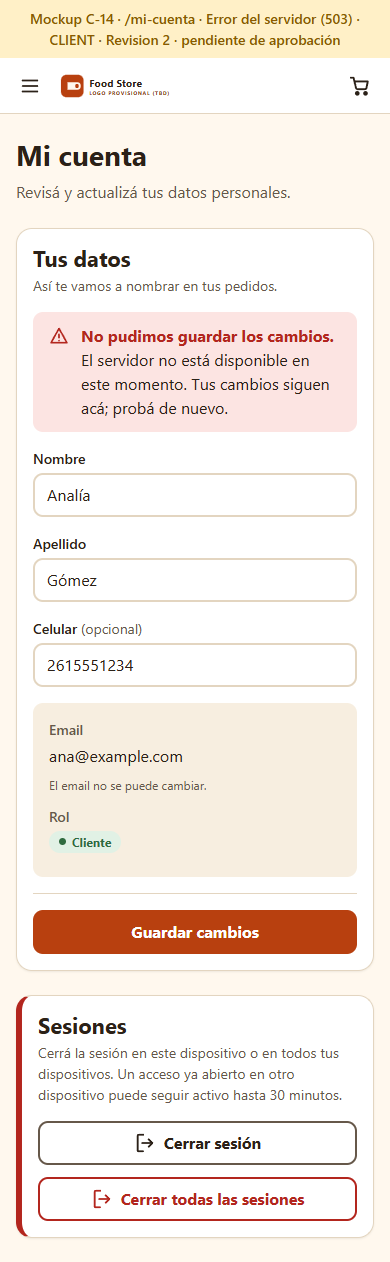 Mockup C-14 · /mi-cuenta · Error del servidor (503) ·
CLIENT · Revision 2 · pendiente de aprobación
Food Store
LOGO PROVISIONAL (TBD)
Mi cuenta
Revisá y actualizá tus datos personales.
Tus datos
Así te vamos a nombrar en tus pedidos.
No pudimos guardar los cambios.
El servidor no está disponible en
este momento. Tus cambios siguen
acá; probá de nuevo.
Nombre
Analía
Apellido
Gómez
Celular (opcional)
2615551234
Email
ana@example.com
El email no se puede cambiar.
Rol
Cliente
Guardar cambios
Sesiones
Cerrá la sesión en este dispositivo o en todos tus
dispositivos. Un acceso ya abierto en otro
dispositivo puede seguir activo hasta 30 minutos.
Cerrar sesión
Cerrar todas las sesiones